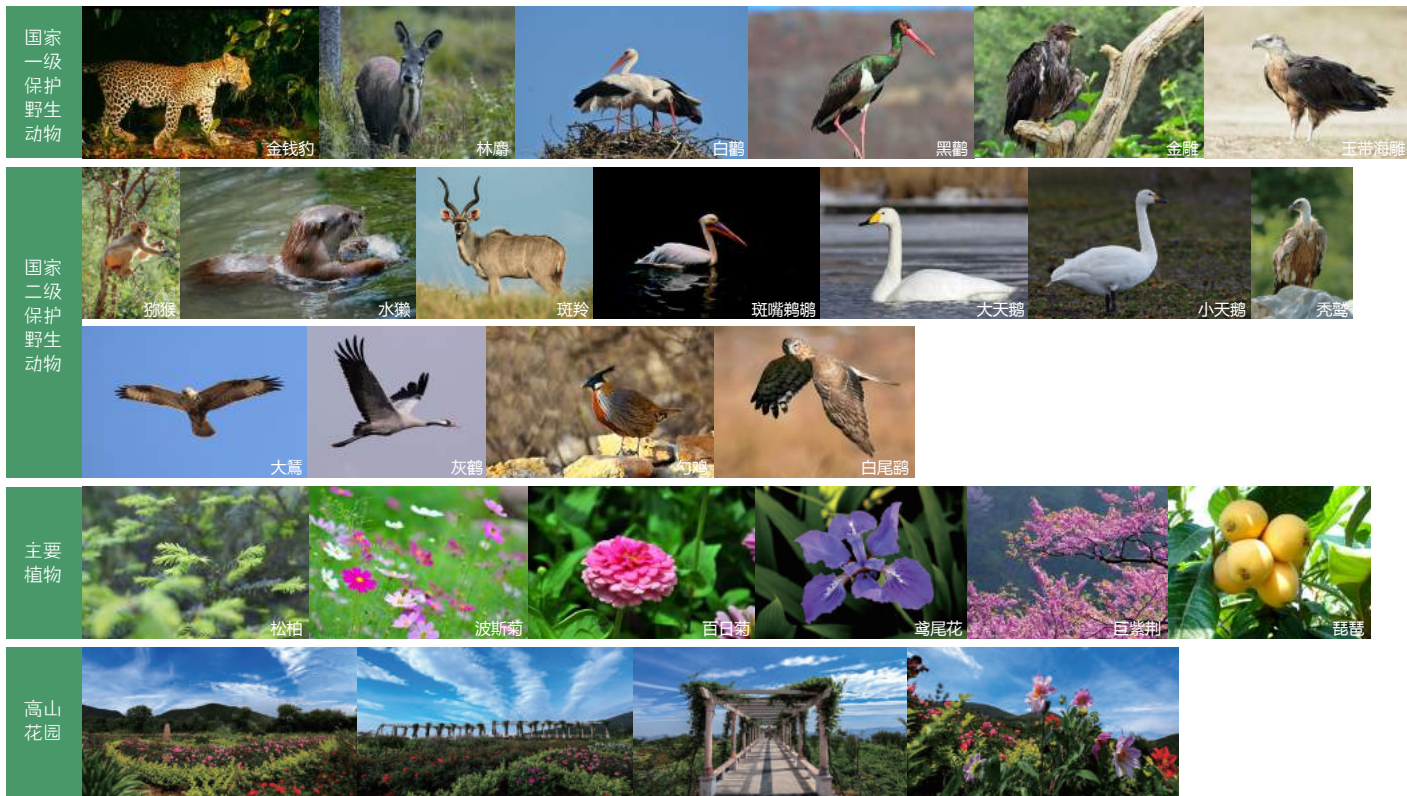 国家
一级
保护
野生
动物
金钱豹
林麝
白鹳
黑鹳
金雕
玉带海雕
国家
二级
保护
野生
动物
猕猴
水獭
斑羚
斑嘴鹈鹕
大天鹅
小天鹅
秃鹫
大鵟
灰鹤
勺鸡
白尾鹞
主要
植物
松柏
波斯菊
百日菊
鸢尾花
巨紫荆
琵琶
高山
花园